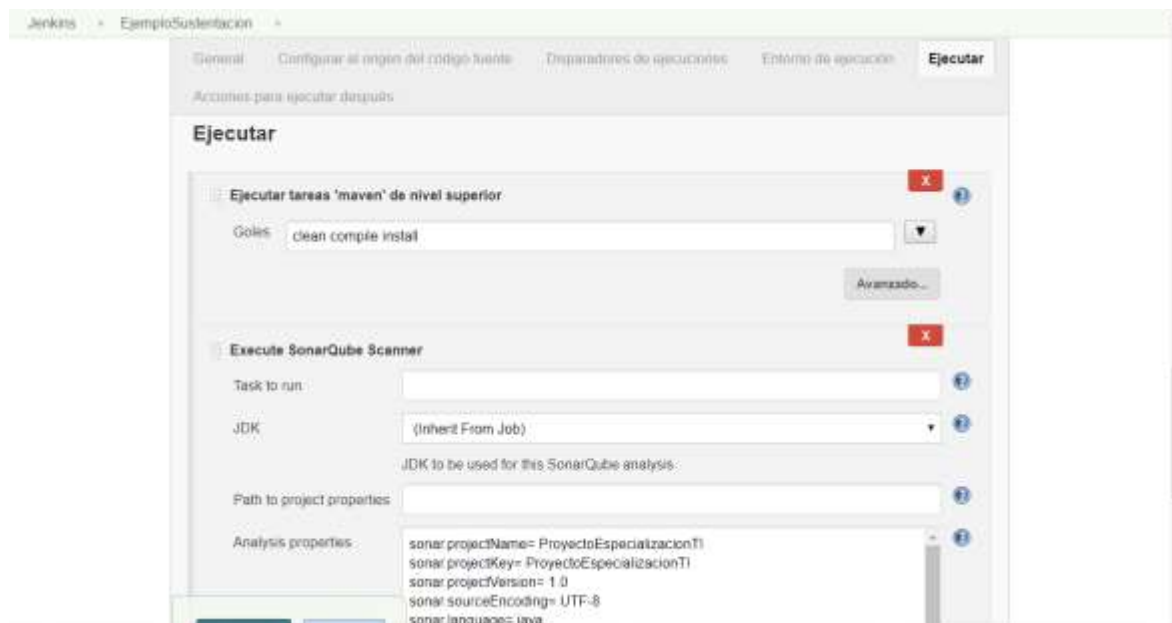 Jenkins EjemploSustentacion
General Configurar el origen del código fuente Disparadores de ejecuciones Entorno de ejecución Ejecutar
Acciones para ejecutar después
Ejecutar
Ejecutar tareas 'maven' de nivel superior
X
Goles clean compile install
Avanzado...
X
Execute SonarQube Scanner
Task to run
JDK (Inherit From Job)
JDK to be used for this SonarQube analysis
Path to project properties
Analysis properties sonar.projectName= ProyectoEspecializacionTI
sonar.projectKey= ProyectoEspecializacionTI
sonar.projectVersion= 1.0
sonar.sourceEncoding= UTF-8
sonar.language= java